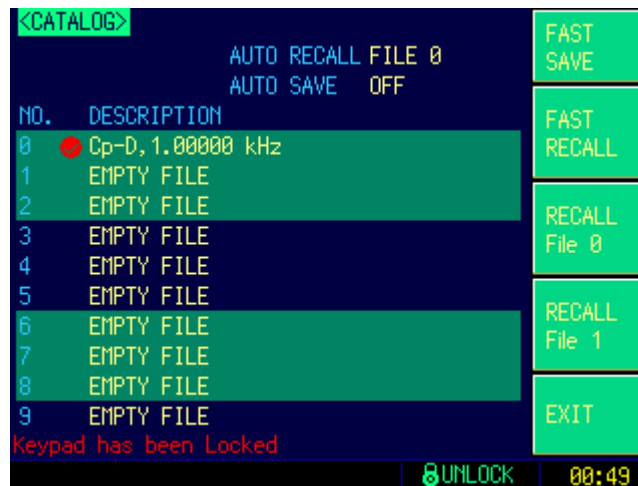 <CATALOG>
AUTO RECALL FILE 0
AUTO SAVE OFF
NO. DESCRIPTION
0 Cp-D,1.00000 kHz
1 EMPTY FILE
2 EMPTY FILE
3 EMPTY FILE
4 EMPTY FILE
5 EMPTY FILE
6 EMPTY FILE
7 EMPTY FILE
8 EMPTY FILE
9 EMPTY FILE
Keypad has been Locked
FAST
SAVE
FAST
RECALL
RECALL
File 0
RECALL
File 1
EXIT
UNLOCK 00:49